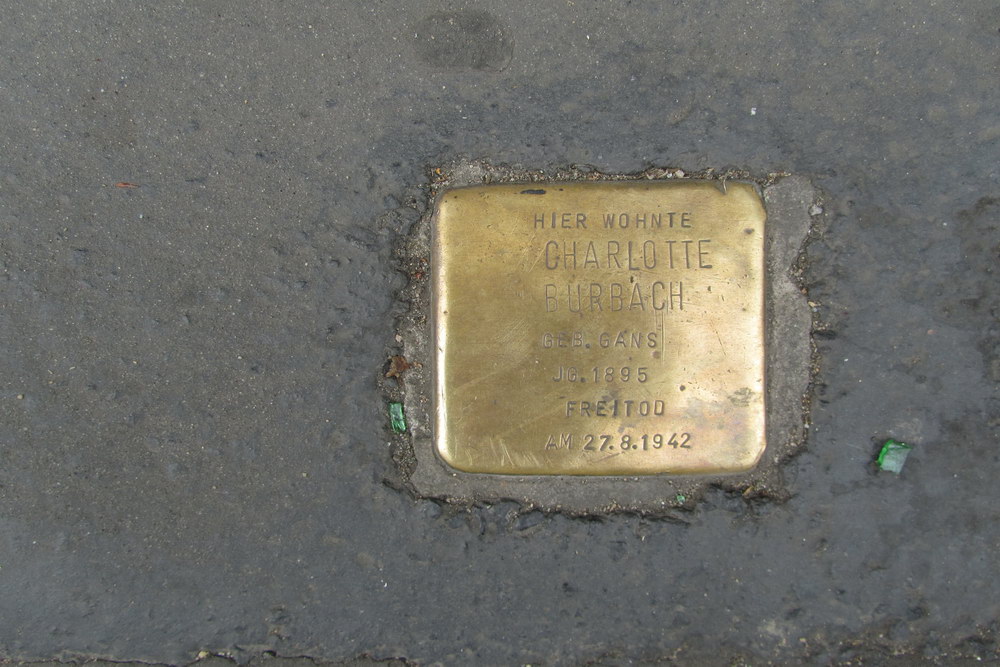 HIER WOHNTE
CHARLOTTE
BURBACH
GEB. GANS
JG. 1895
FREITOD
AM 27.8.1942